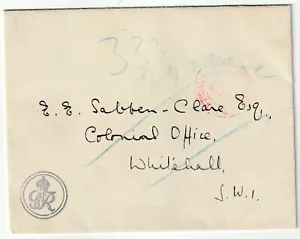 E. E. Sabben-Clare Esq.,
Colonial Office,
Whitehall,
S.W.1.